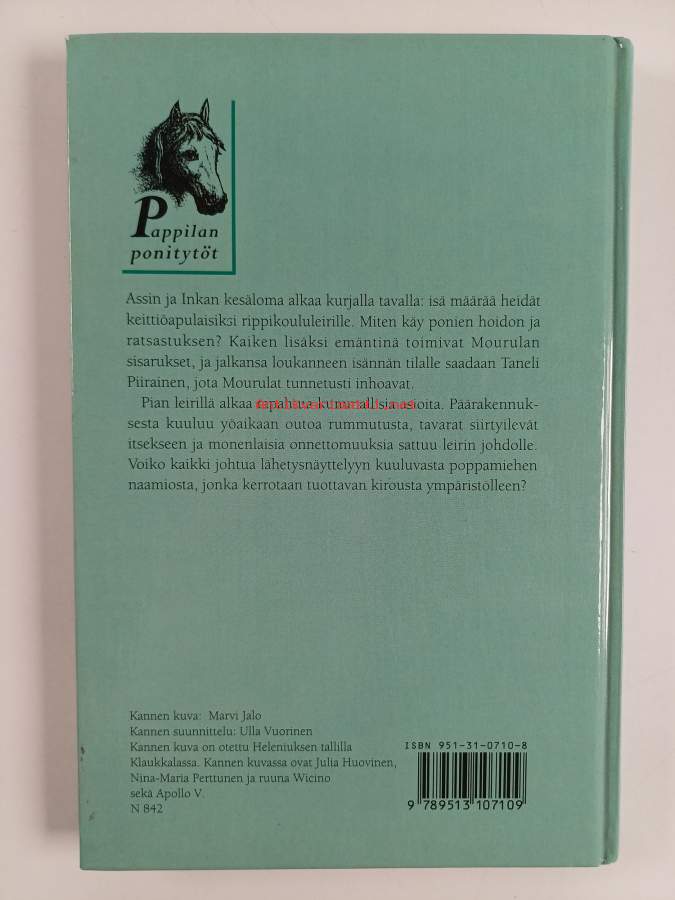 Pappilan
ponitytöt
Assin ja Inkan kesäloma alkaa kurjalla tavalla: isä määrää heidät
keittiöapulaisiksi rippikoululeirille. Miten käy ponien hoidon ja
ratsastuksen? Kaiken lisäksi emäntinä toimivat Mourulan
sisarukset, ja jalkansa loukanneen isännän tilalle saadaan Taneli
Piirainen, jota Mourulat tunnetusti inhoavat.
Pian leirillä alkaa tapahtua kummallisia asioita. Päärakennuk-
sesta kuuluu yöaikaan outoa rummutusta, tavarat siirtyilevät
itsekseen ja monenlaisia onnettomuuksia sattuu leirin johdolle.
Voiko kaikki johtua lähetysnäyttelyyn kuuluvasta poppamiehen
naamiosta, jonka kerrotaan tuottavan kirousta ympäristölleen?
Kannen kuva: Marvi Jalo
Kannen suunnittelu: Ulla Vuorinen
Kannen kuva on otettu Heleniuksen tallilla
Klaukkalassa. Kannen kuvassa ovat Julia Huovinen,
Nina-Maria Perttunen ja ruuna Wicino
sekä Apollo V.
N 842
ISBN 951-31-0710-8
9 789513 107109